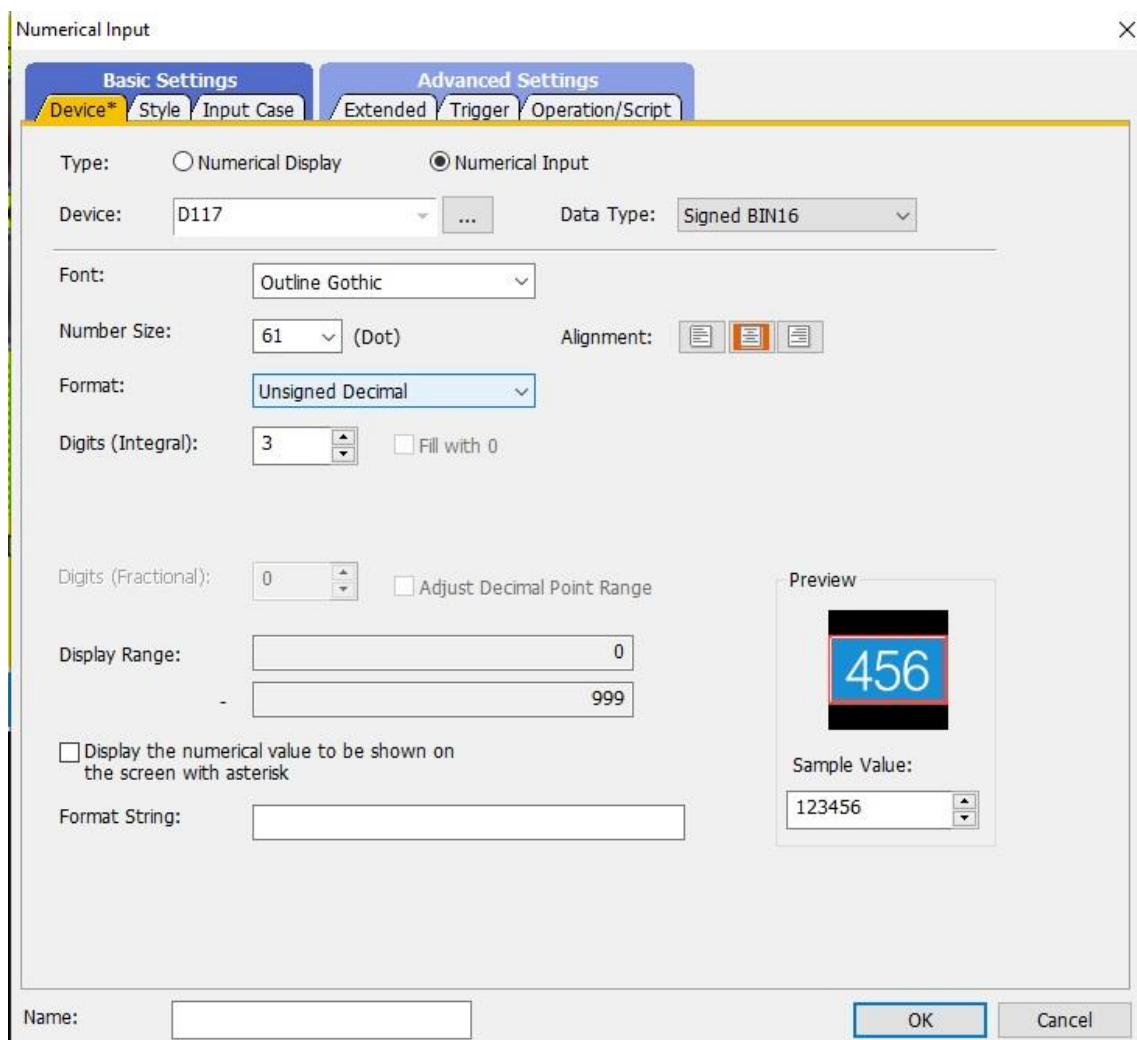 Numerical Input
Basic Settings Advanced Settings
Device* Style Input Case Extended Trigger Operation/Script
Type: Numerical Display Numerical Input
Device: D117 ... Data Type: Signed BIN16
Font: Outline Gothic
Number Size: 61 (Dot) Alignment:
Format: Unsigned Decimal
Digits (Integral): 3 Fill with 0
Digits (Fractional): 0 Adjust Decimal Point Range
Preview
456
Display Range: 0
- 999
Display the numerical value to be shown on
the screen with asterisk
Sample Value:
123456
Format String:
Name: OK Cancel